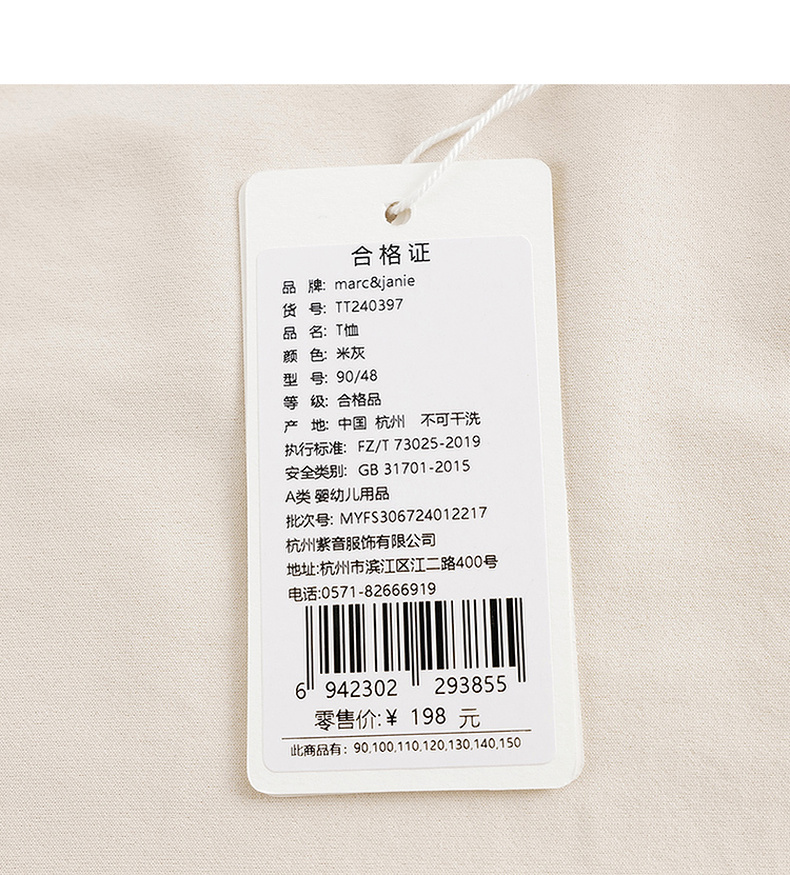 合格证
品 牌: marc&janie
货 号: TT240397
品 名: T恤
颜 色: 米灰
型 号: 90/48
等 级: 合格品
产 地: 中国 杭州 不可干洗
执行标准: FZ/T 73025-2019
安全类别: GB 31701-2015
A类 婴幼儿用品
批次号: MYFS306724012217
杭州紫音服饰有限公司
地址:杭州市滨江区江二路400号
电话:0571-82666919
6 942302 293855
零售价:¥ 198 元
此商品有: 90,100,110,120,130,140,150